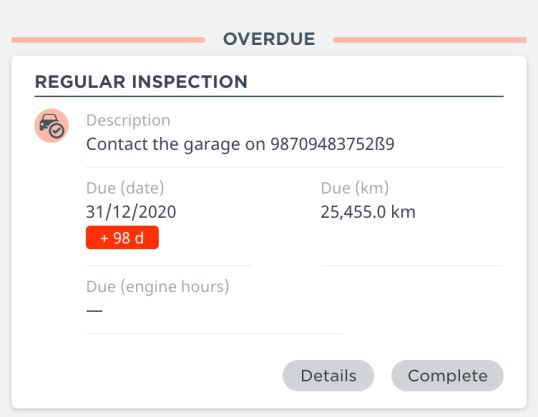 OVERDUE
REGULAR INSPECTION
Description
Contact the garage on 98709483752ß9
Due (date)
Due (km)
31/12/2020
25,455.0 km
+ 98 d
Due (engine hours)
—
Details
Complete